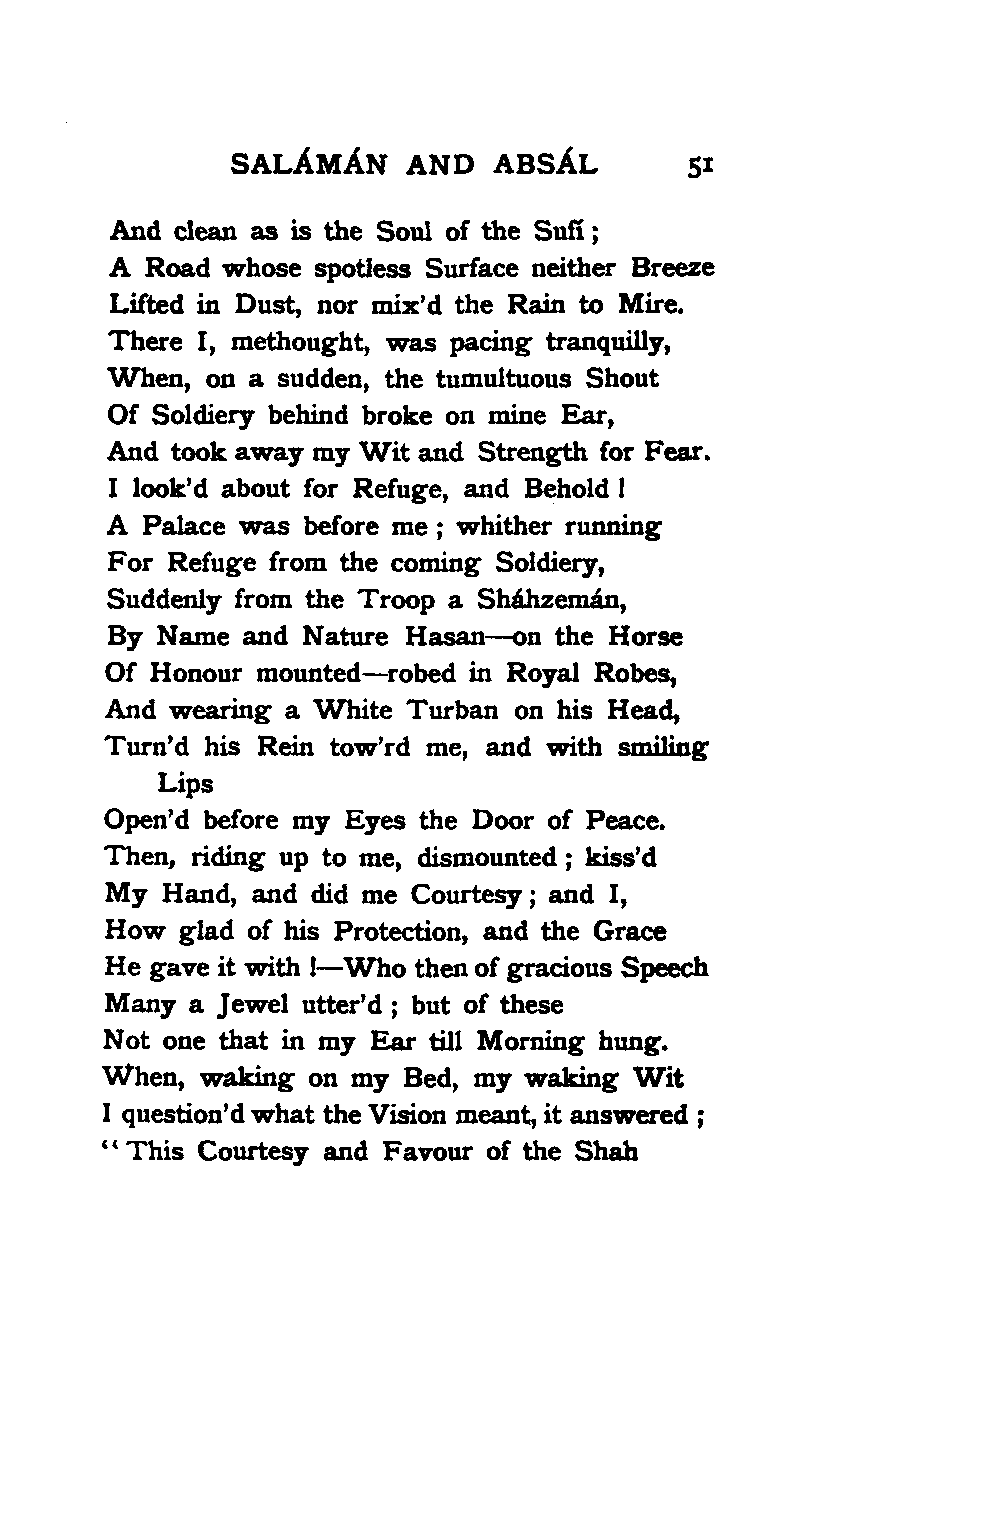 SALÁMÁN AND ABSÁL 51
And clean as is the Soul of the Sufí;
A Road whose spotless Surface neither Breeze
Lifted in Dust, nor mix'd the Rain to Mire.
There I, methought, was pacing tranquilly,
When, on a sudden, the tumultuous Shout
Of Soldiery behind broke on mine Ear,
And took away my Wit and Strength for Fear.
I look'd about for Refuge, and Behold!
A Palace was before me; whither running
For Refuge from the coming Soldiery,
Suddenly from the Troop a Sháhzemán,
By Name and Nature Hasan—on the Horse
Of Honour mounted—robed in Royal Robes,
And wearing a White Turban on his Head,
Turn'd his Rein tow'rd me, and with smiling
Lips
Open'd before my Eyes the Door of Peace.
Then, riding up to me, dismounted; kiss'd
My Hand, and did me Courtesy; and I,
How glad of his Protection, and the Grace
He gave it with!—Who then of gracious Speech
Many a Jewel utter'd; but of these
Not one that in my Ear till Morning hung.
When, waking on my Bed, my waking Wit
I question'd what the Vision meant, it answered;
"This Courtesy and Favour of the Shah